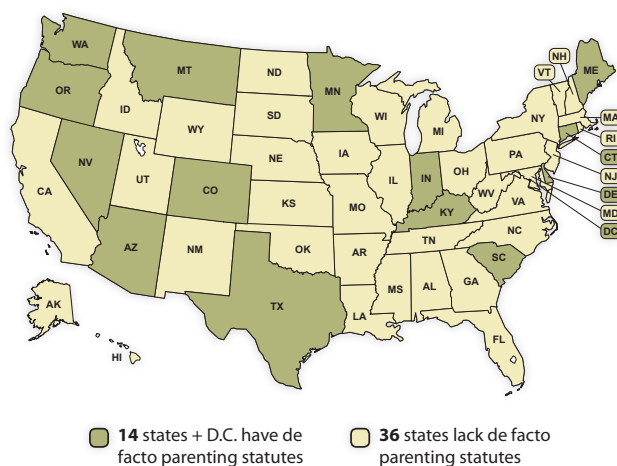 WA
MT
ND
MN
OR
ID
WY
SD
WI
MI
NY
VT
NH
ME
MA
RI
CT
NJ
DE
MD
DC
NV
UT
CO
NE
IA
IL
IN
OH
PA
WV
VA
CA
KS
MO
KY
NC
TN
SC
AZ
NM
OK
AR
TX
LA
MS
AL
GA
FL
AK
HI
14 states + D.C. have de
facto parenting statutes
36 states lack de facto
parenting statutes